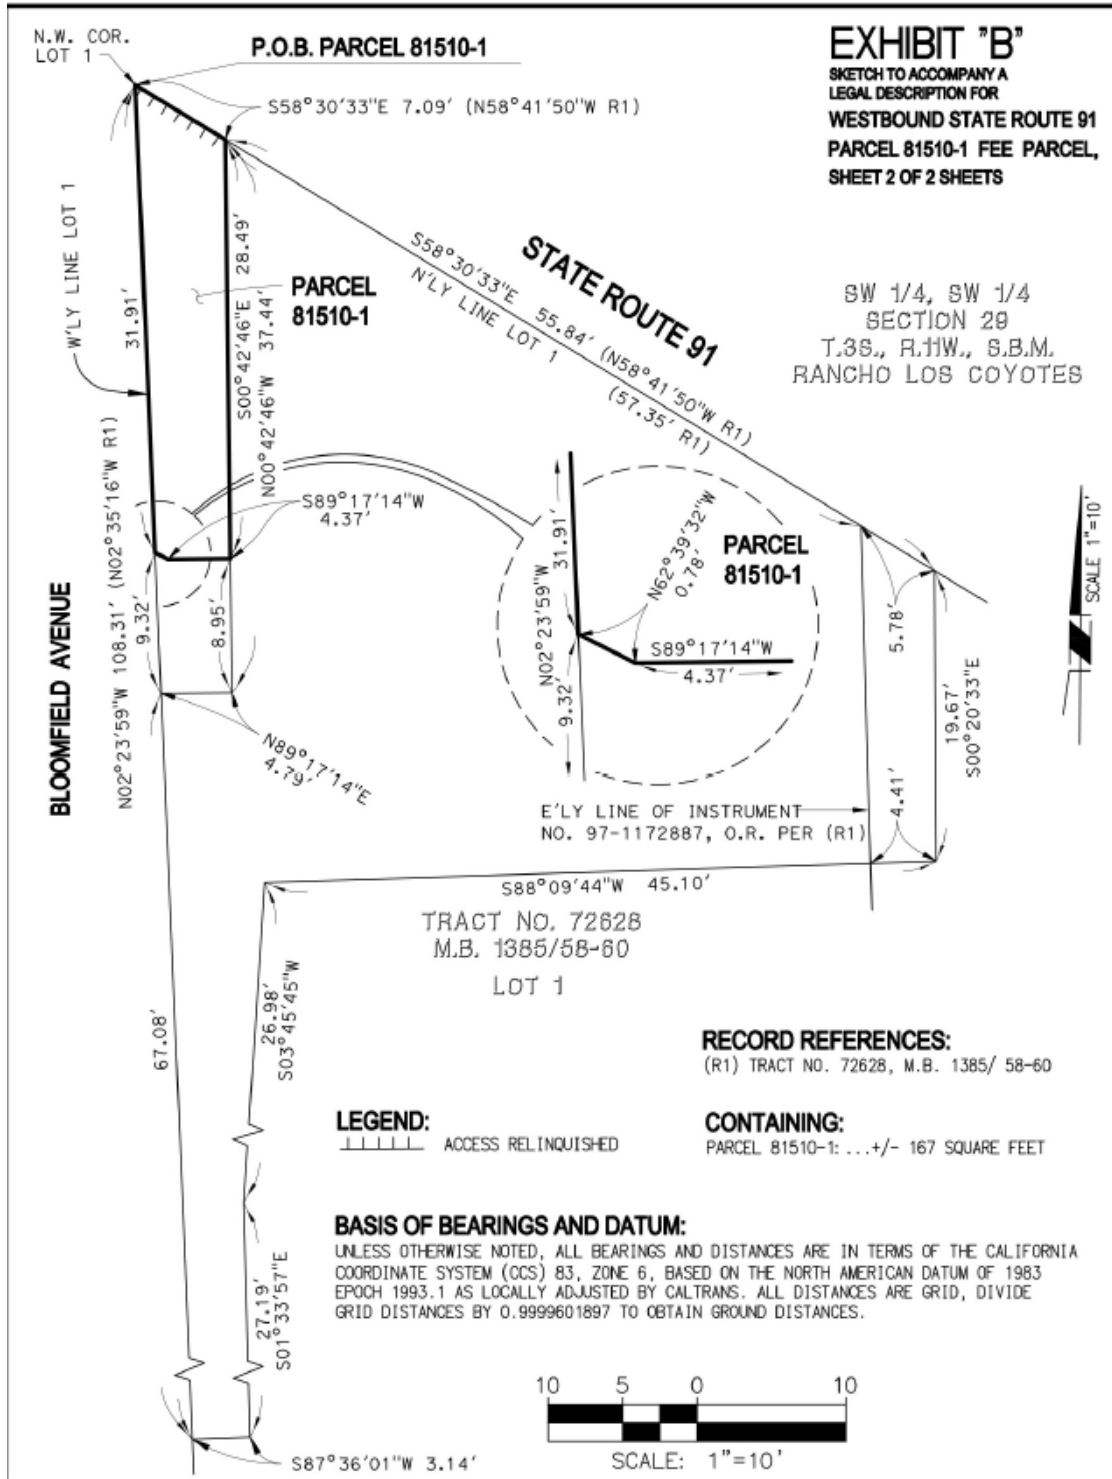 N.W. COR.
LOT 1
P.O.B. PARCEL 81510-1
EXHIBIT "B"
SKETCH TO ACCOMPANY A
LEGAL DESCRIPTION FOR
WESTBOUND STATE ROUTE 91
PARCEL 81510-1 FEE PARCEL,
SHEET 2 OF 2 SHEETS
S58°30'33"E 7.09' (N58°41'50"W R1)
W'LY LINE LOT 1
31.91'
S00°42'46"E 28.49'
N00°42'46"W 37.44'
PARCEL
81510-1
S58°30'33"E 55.84' (N58°41'50"W R1)
N'LY LINE LOT 1 (57.35' R1)
STATE ROUTE 91
SW 1/4, SW 1/4
SECTION 29
T.3S., R.11W., S.B.M.
RANCHO LOS COYOTES
S89°17'14"W
4.37'
BLOOMFIELD AVENUE
N02°23'59"W 108.31' (N02°35'16"W R1)
9.32'
8.95'
N89°17'14"E
4.79'
31.91'
N02°23'59"W
9.32'
N62°39'32"W
0.78'
PARCEL
81510-1
S89°17'14"W
4.37'
5.78'
19.67'
S00°20'33"E
4.41'
SCALE 1"=10'
E'LY LINE OF INSTRUMENT
NO. 97-1172887, O.R. PER (R1)
S88°09'44"W 45.10'
TRACT NO. 72628
M.B. 1385/58-60
LOT 1
67.08'
26.98'
S03°45'45"W
RECORD REFERENCES:
(R1) TRACT NO. 72628, M.B. 1385/ 58-60
LEGEND:
ACCESS RELINQUISHED
CONTAINING:
PARCEL 81510-1: ...+/- 167 SQUARE FEET
BASIS OF BEARINGS AND DATUM:
UNLESS OTHERWISE NOTED, ALL BEARINGS AND DISTANCES ARE IN TERMS OF THE CALIFORNIA
COORDINATE SYSTEM (CCS) 83, ZONE 6, BASED ON THE NORTH AMERICAN DATUM OF 1983
EPOCH 1993.1 AS LOCALLY ADJUSTED BY CALTRANS. ALL DISTANCES ARE GRID, DIVIDE
GRID DISTANCES BY 0.9999601897 TO OBTAIN GROUND DISTANCES.
27.19'
S01°33'57"E
10 5 0 10
SCALE: 1"=10'
S87°36'01"W 3.14'